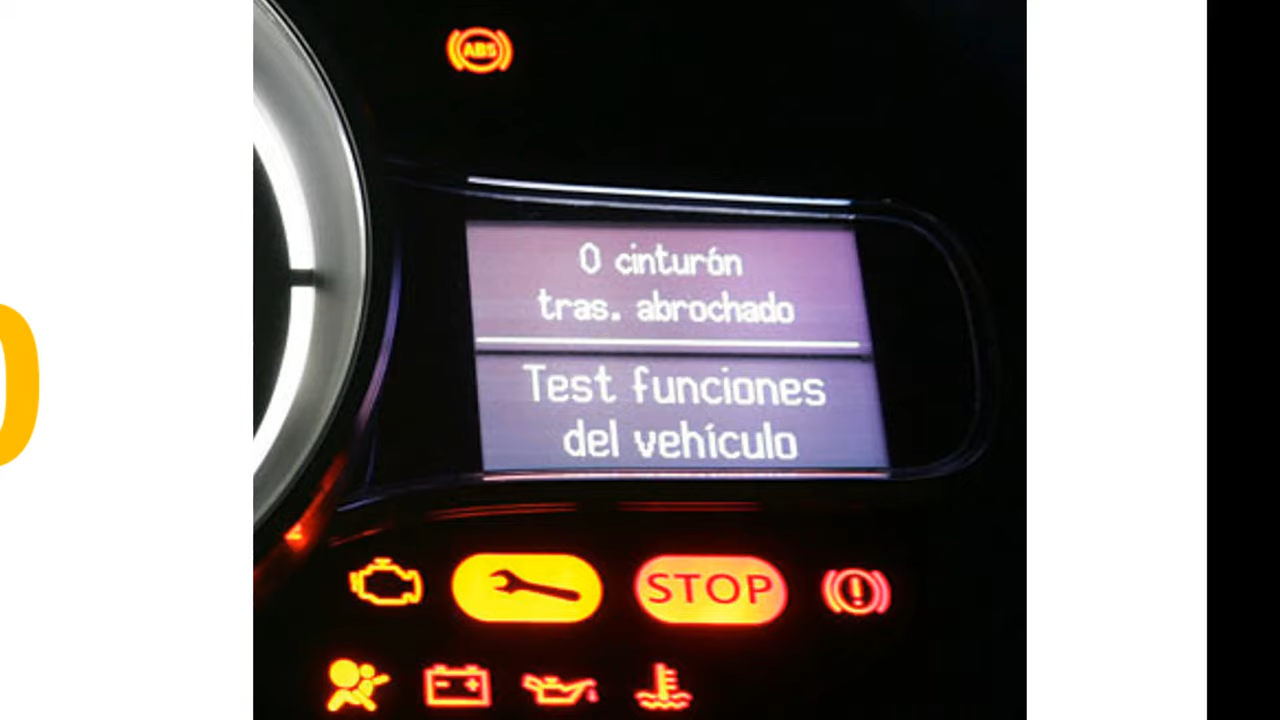 ABS
0 cinturón
tras. abrochado
Test funciones
del vehículo
STOP